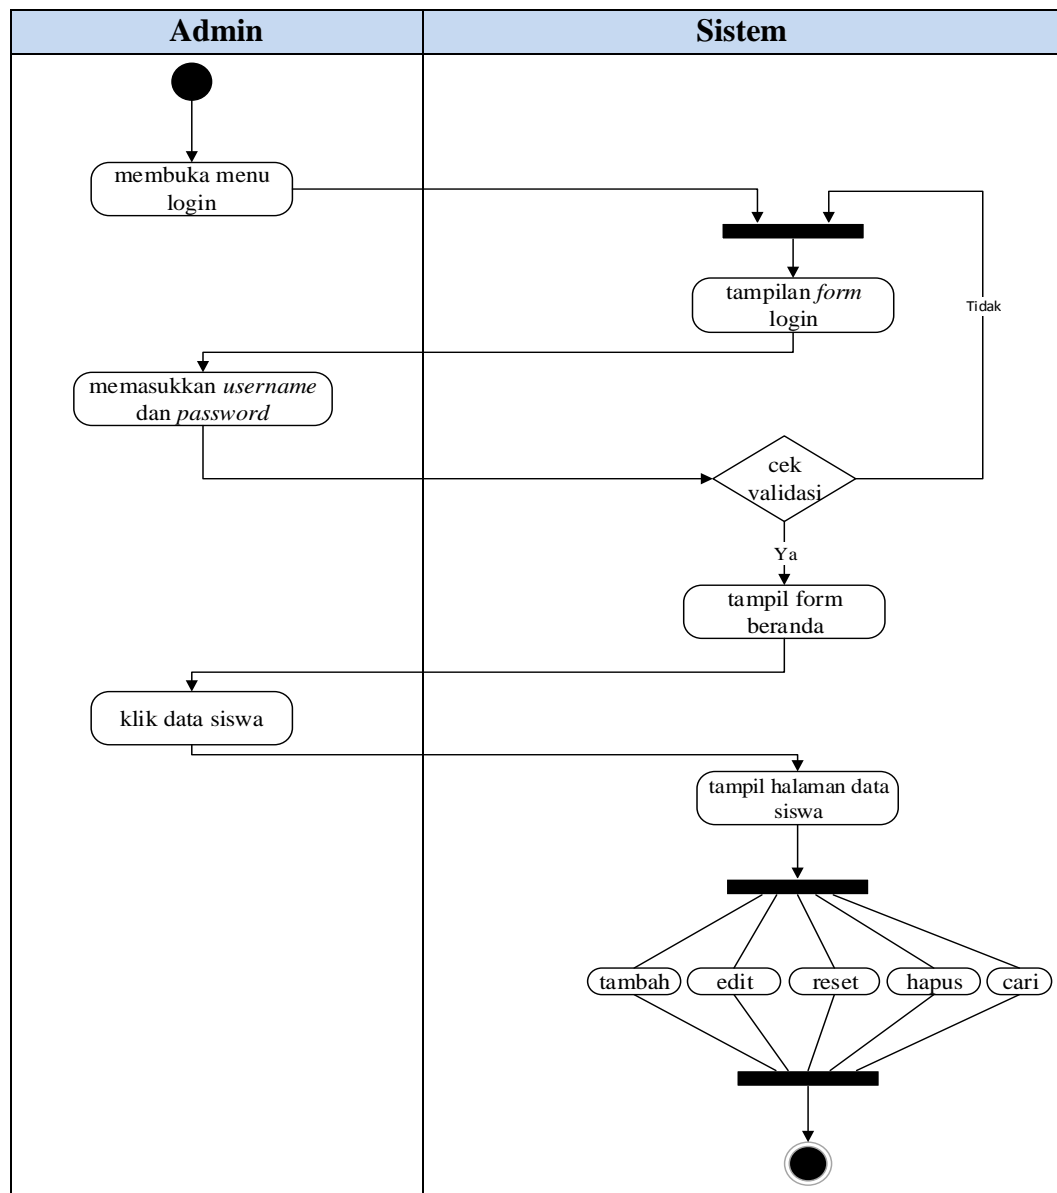 Admin
Sistem
membuka menu
login
tampilan form
login
Tidak
memasukkan username
dan password
cek
validasi
Ya
tampil form
beranda
klik data siswa
tampil halaman data
siswa
tambah
edit
reset
hapus
cari